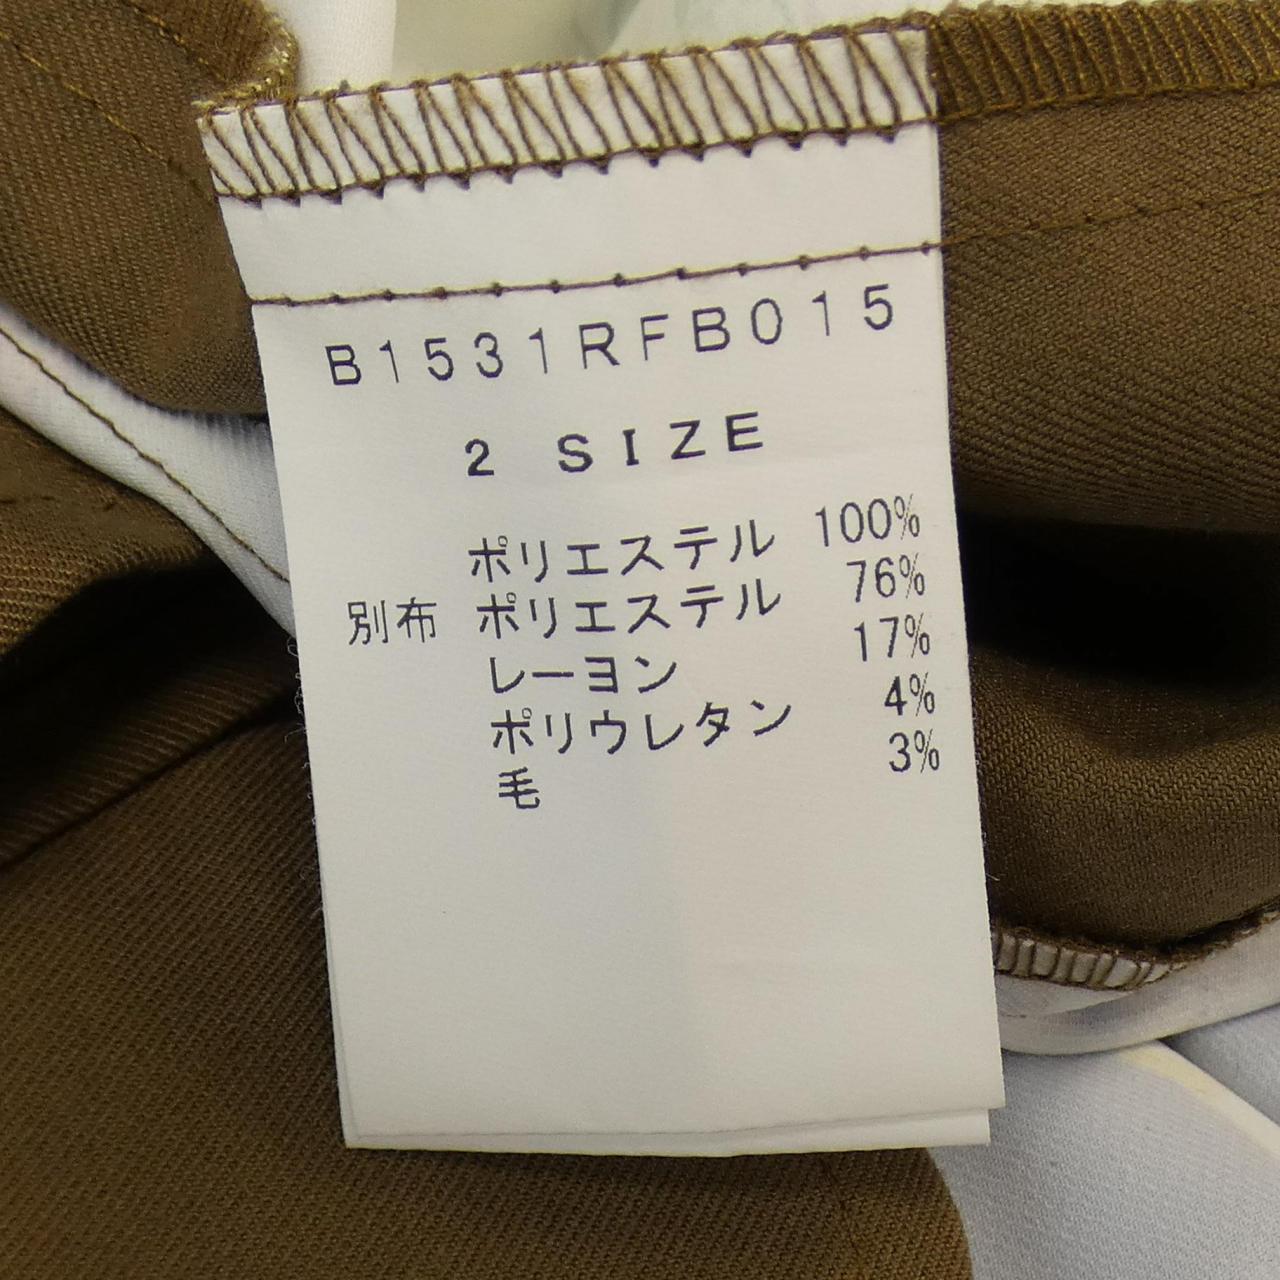 B1531RFB015
2 SIZE
ポリエステル 100%
別布 ポリエステル 76%
レーヨン 17%
ポリウレタン 4%
毛 3%